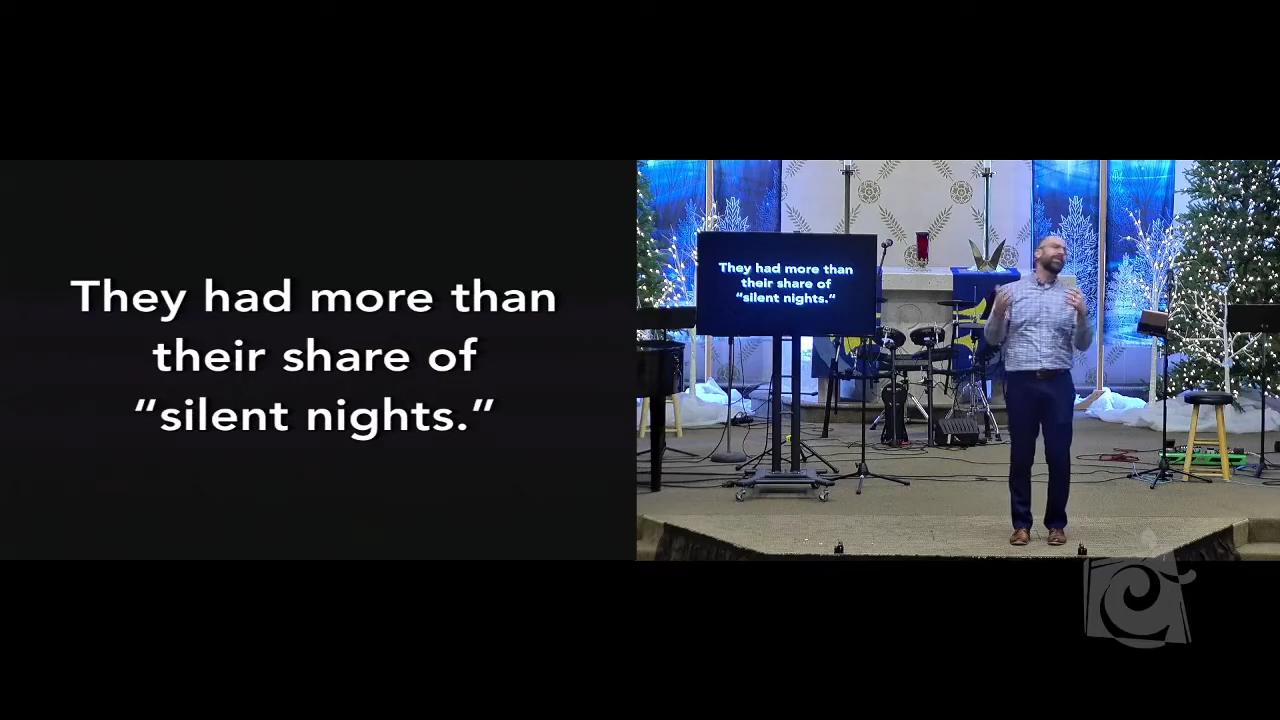 They had more than
their share of
“silent nights.”
They had more than
their share of
“silent nights.“